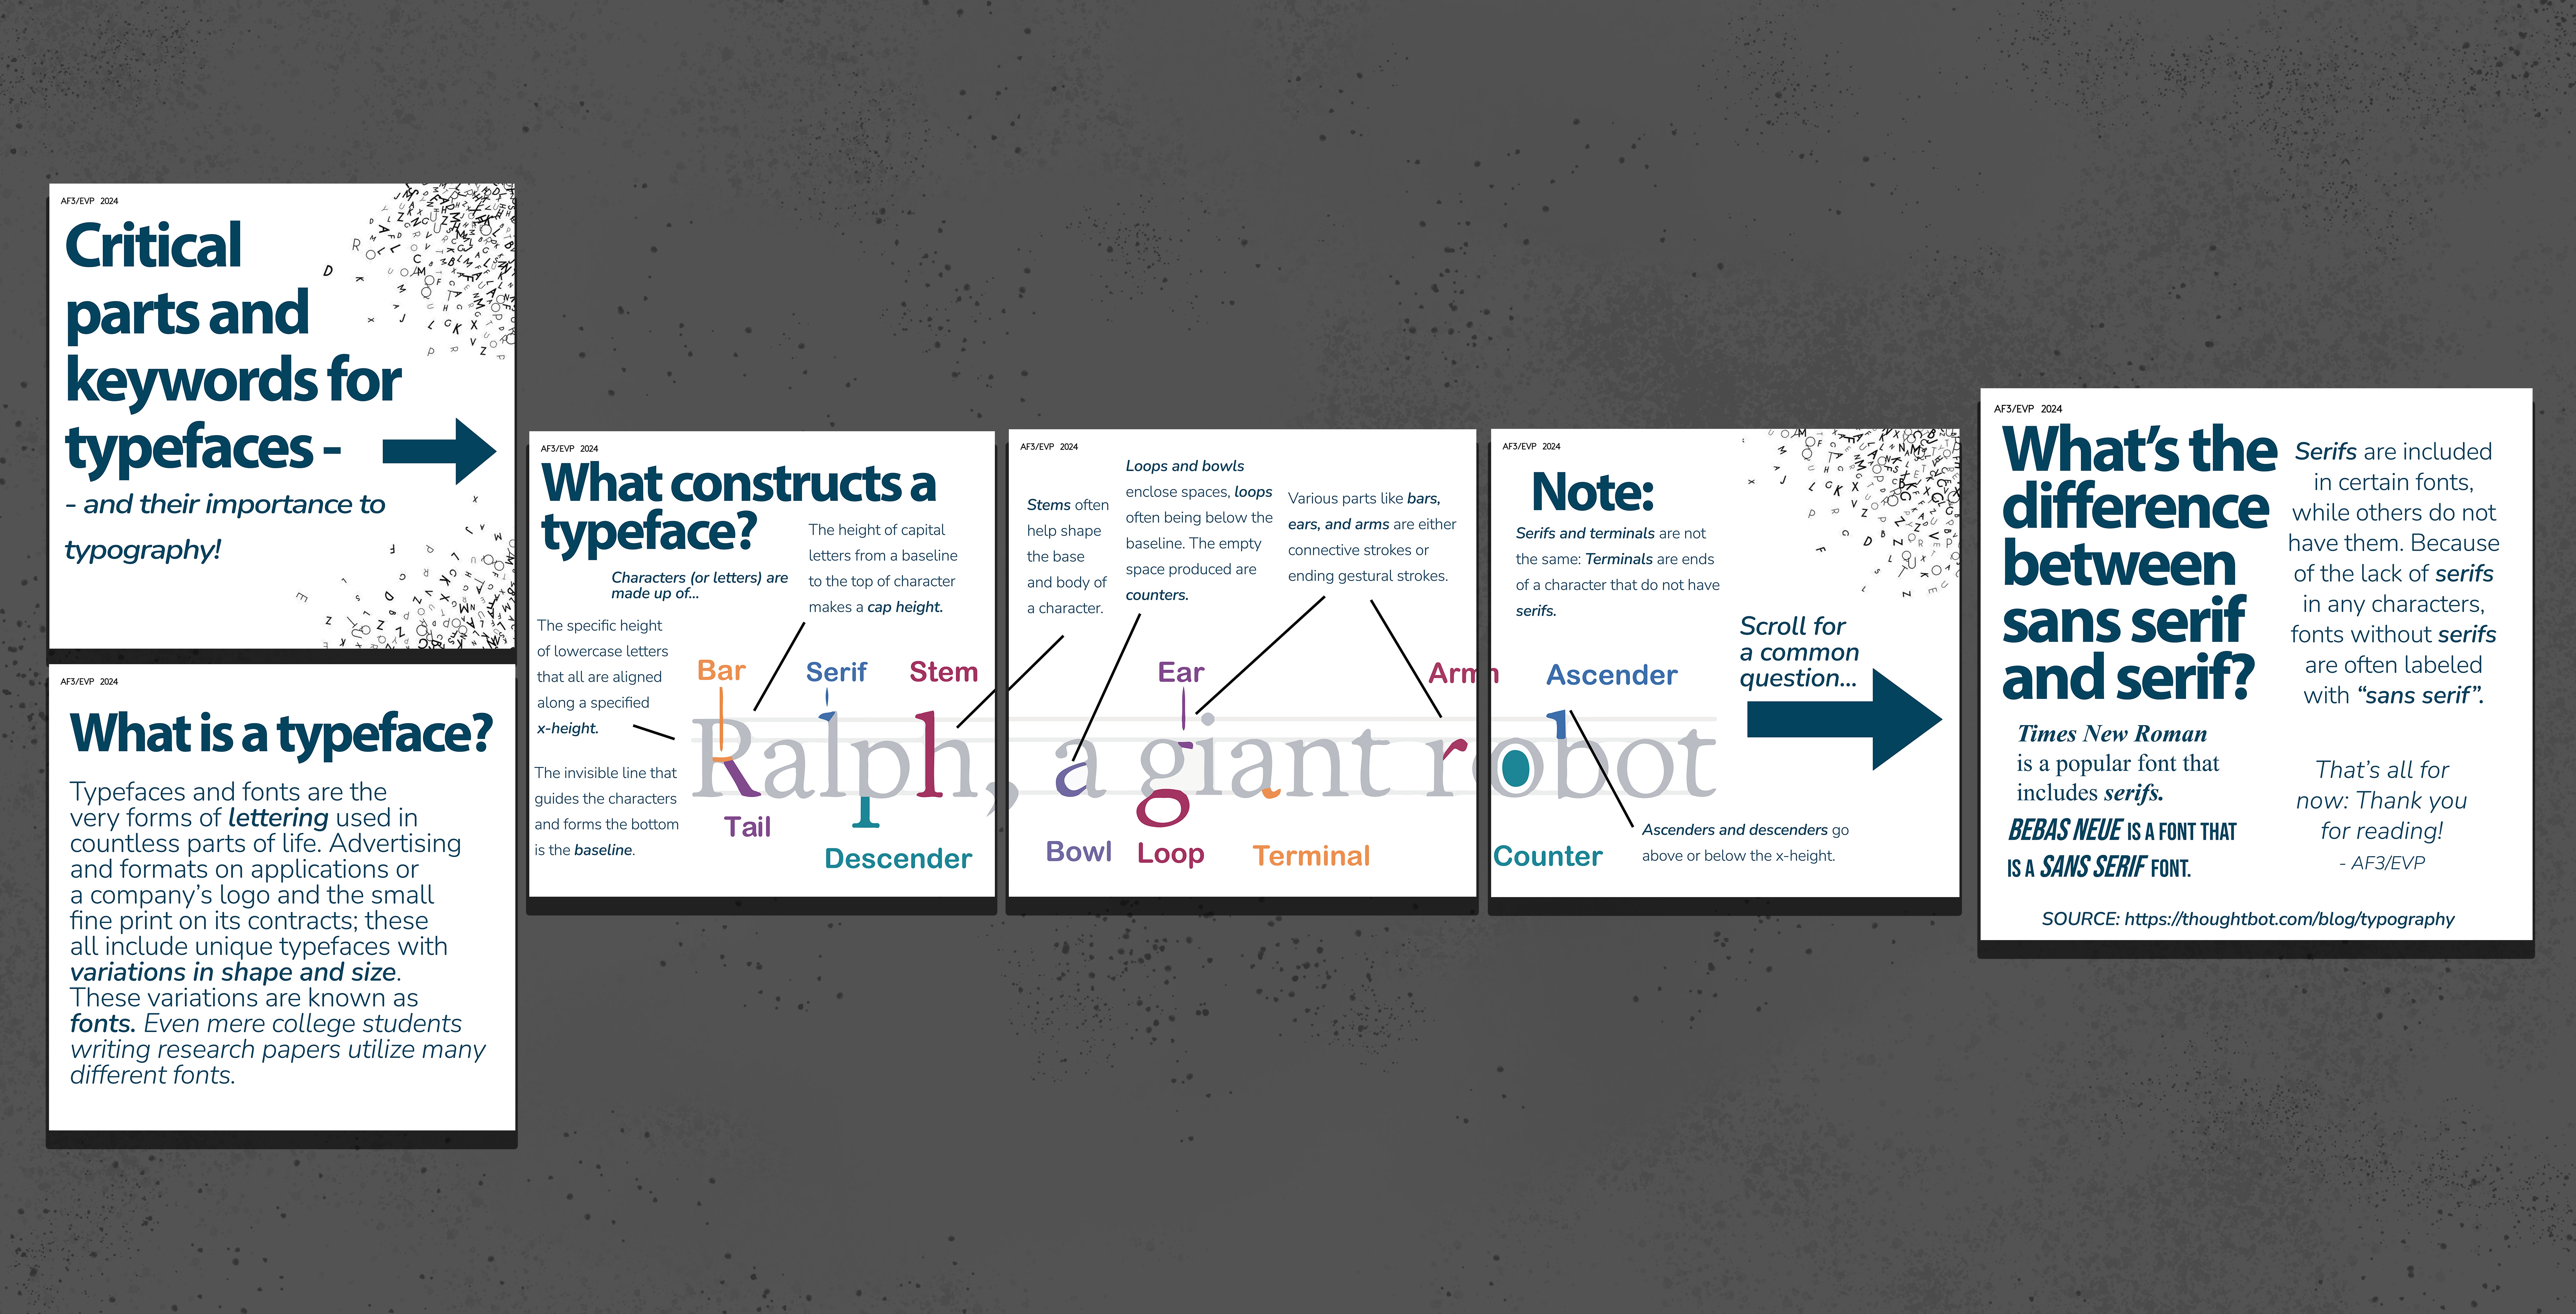 AF3/EVP 2024
Critical
parts and
keywords for
typefaces -
- and their importance to
typography!
AF3/EVP 2024
What is a typeface?
Typefaces and fonts are the
very forms of lettering used in
countless parts of life. Advertising
and formats on applications or
a company's logo and the small
fine print on its contracts; these
all include unique typefaces with
variations in shape and size.
These variations are known as
fonts. Even mere college students
writing research papers utilize many
different fonts.
AF3/EVP 2024
What constructs a
typeface?
Characters (or letters) are
made up of...
The height of capital
letters from a baseline
to the top of character
makes a cap height.
The specific height
of lowercase letters
that all are aligned
along a specified
x-height.
The invisible line that
guides the characters
and forms the bottom
is the baseline.
Bar
Serif
Stem
Tail
Descender
AF3/EVP 2024
Stems often
help shape
the base
and body of
a character.
Loops and bowls
enclose spaces, loops
often being below the
baseline. The empty
space produced are
counters.
Various parts like bars,
ears, and arms are either
connective strokes or
ending gestural strokes.
Ear
Arm
Ralph, a giant robot
Bowl
Loop
Terminal
AF3/EVP 2024
Note:
Serifs and terminals are not
the same: Terminals are ends
of a character that do not have
serifs.
Scroll for
a common
question...
Ascender
Counter
Ascenders and descenders go
above or below the x-height.
AF3/EVP 2024
What's the
difference
between
sans serif
and serif?
Serifs are included
in certain fonts,
while others do not
have them. Because
of the lack of serifs
in any characters,
fonts without serifs
are often labeled
with “sans serif”.
Times New Roman
is a popular font that
includes serifs.
BEBAS NEUE IS A FONT THAT
IS A SANS SERIF FONT.
That's all for
now: Thank you
for reading!
- AF3/EVP
SOURCE: https://thoughtbot.com/blog/typography